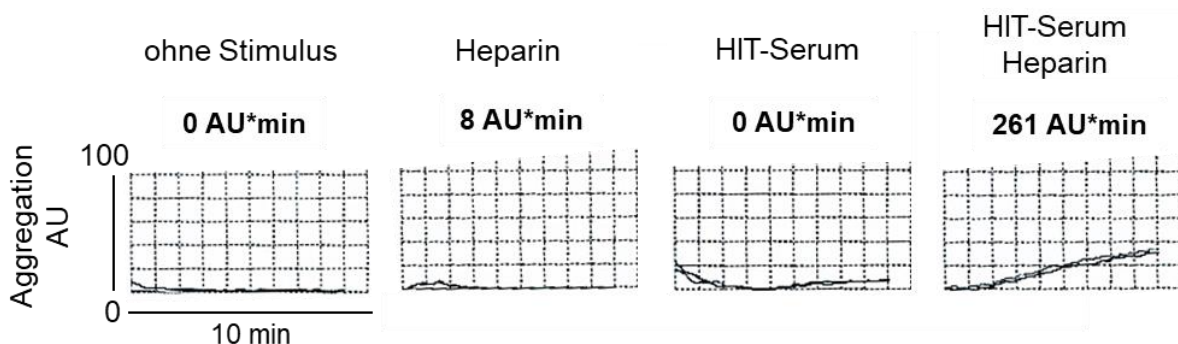 ohne Stimulus
Heparin
HIT-Serum
HIT-Serum
Heparin
0 AU*min
8 AU*min
0 AU*min
261 AU*min
Aggregation
AU
100
0
10 min